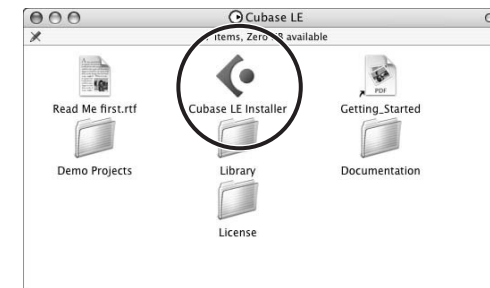 Cubase LE
items, Zero KB available
Read Me first.rtf
Cubase LE Installer
PDF
Getting_Started
Demo Projects
Library
Documentation
License